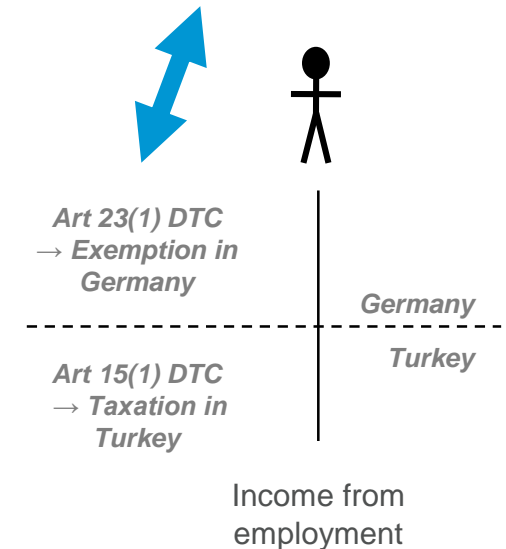 Art 23(1) DTC
→ Exemption in
Germany
Germany
Turkey
Art 15(1) DTC
→ Taxation in
Turkey
Income from
employment